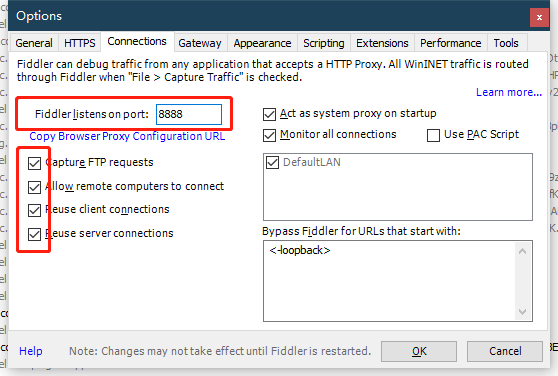 Options
x
General HTTPS Connections Gateway Appearance Scripting Extensions Performance Tools
Fiddler can debug traffic from any application that accepts a HTTP Proxy. All WinINET traffic is routed
through Fiddler when "File > Capture Traffic" is checked.
Learn more...
Fiddler listens on port: 8888
Copy Browser Proxy Configuration URL
Capture FTP requests
Allow remote computers to connect
Reuse client connections
Reuse server connections
Act as system proxy on startup
Monitor all connections Use PAC Script
DefaultLAN
Bypass Fiddler for URLs that start with:
<-loopback>
Help Note: Changes may not take effect until Fiddler is restarted. OK Cancel